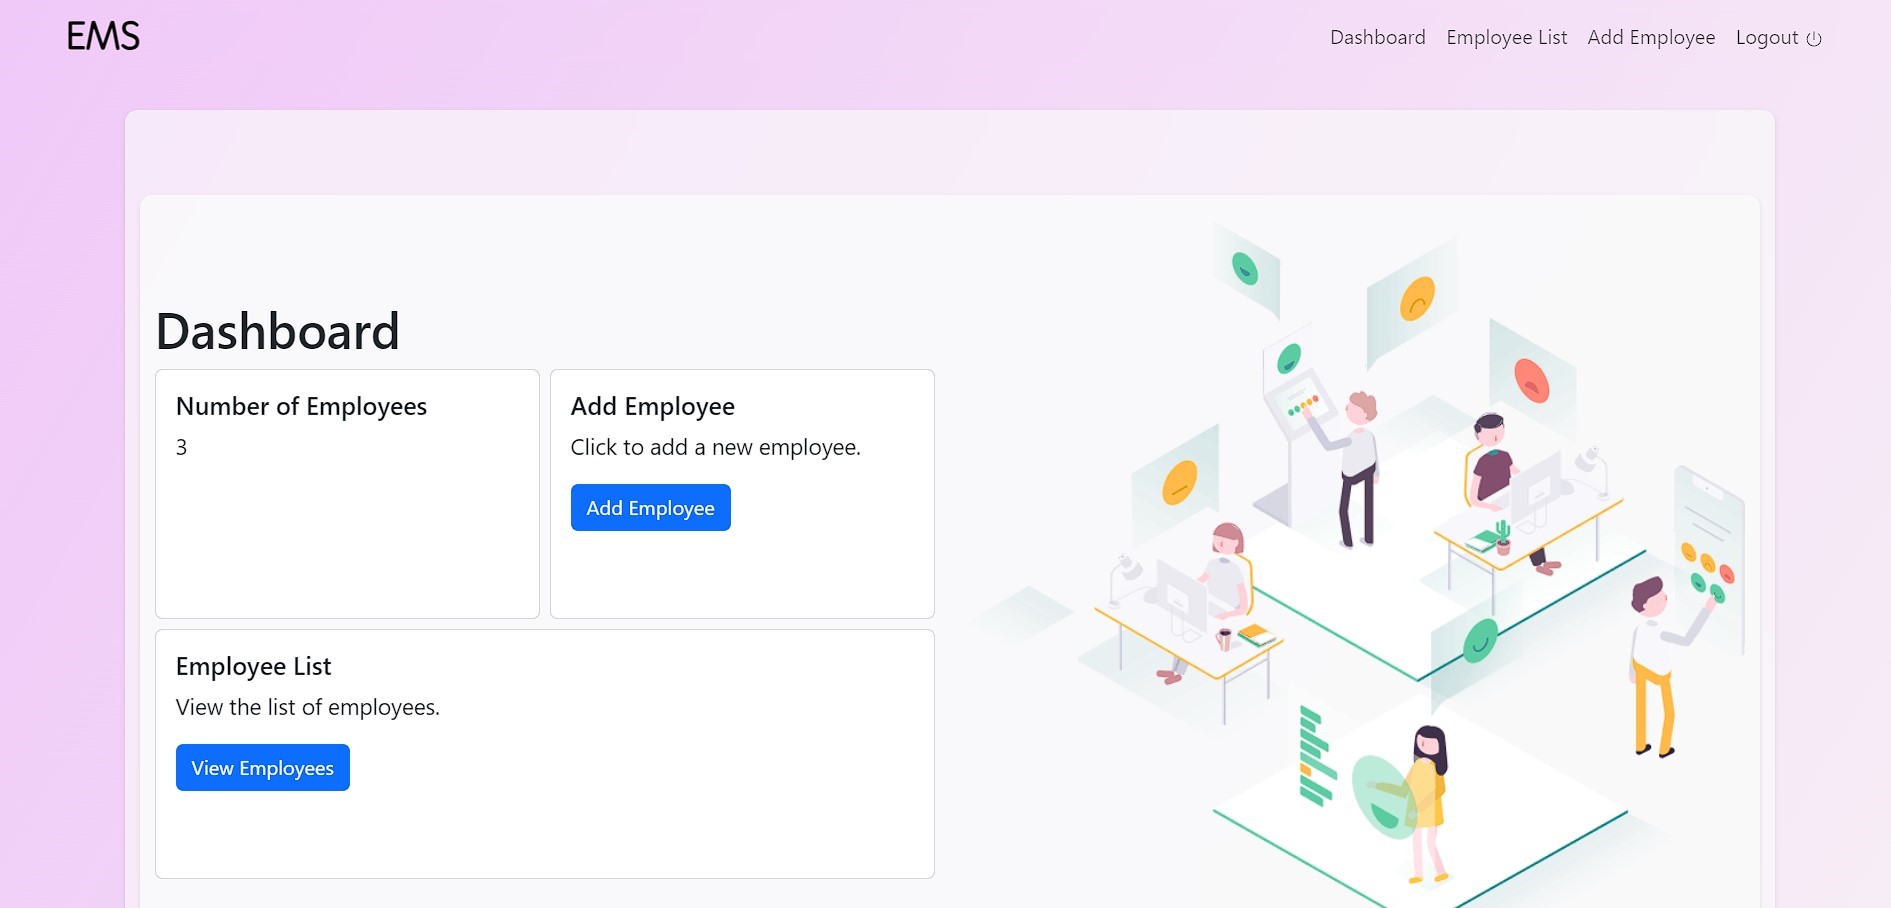 EMS
Dashboard Employee List Add Employee Logout
Dashboard
Number of Employees
3
Add Employee
Click to add a new employee.
Add Employee
Employee List
View the list of employees.
View Employees